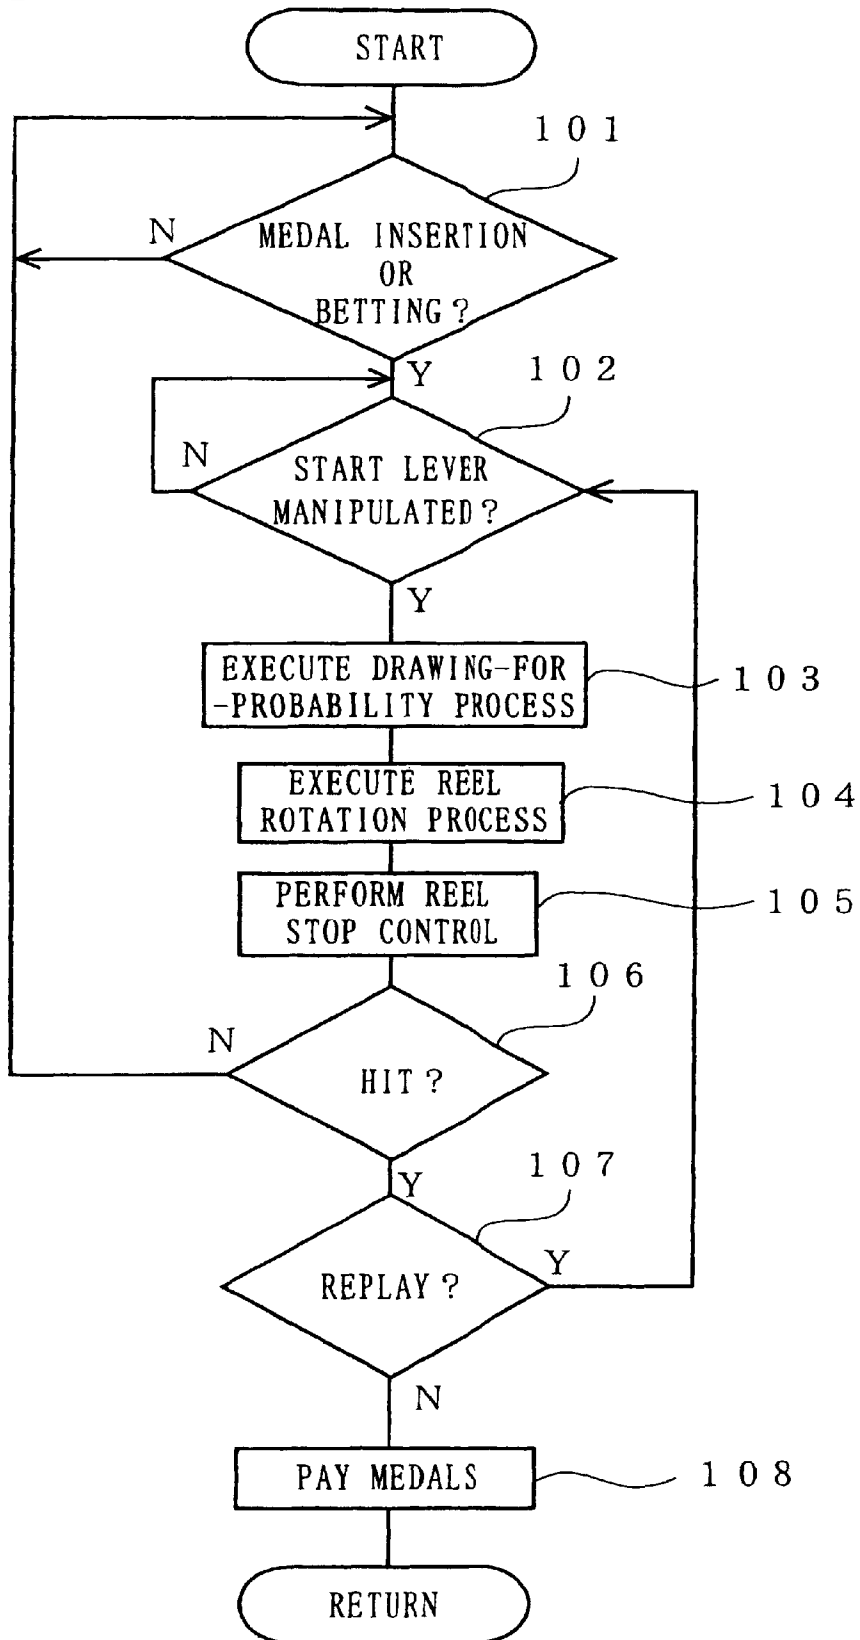 START
101
N
MEDAL INSERTION
OR
BETTING?
Y
102
N
START LEVER
MANIPULATED?
Y
EXECUTE DRAWING-FOR
-PROBABILITY PROCESS
103
EXECUTE REEL
ROTATION PROCESS
104
PERFORM REEL
STOP CONTROL
105
106
N
HIT?
Y
107
REPLAY?
Y
N
PAY MEDALS
108
RETURN